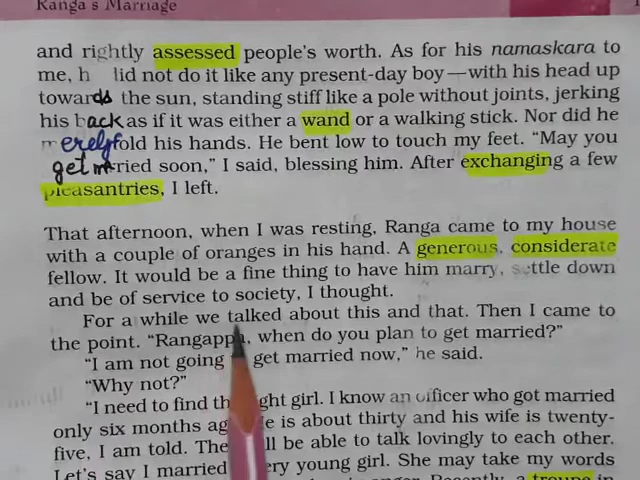 Ranga's Marriage
and rightly assessed people's worth. As for his namaskara to
me, h lid not do it like any present-day boy—with his head up
towards the sun, standing stiff like a pole without joints, jerking
his back as if it was either a wand or a walking stick. Nor did he
merely fold his hands. He bent low to touch my feet. “May you
get married soon,” I said, blessing him. After exchanging a few
pleasantries, I left.
That afternoon, when I was resting, Ranga came to my house
with a couple of oranges in his hand. A generous, considerate
fellow. It would be a fine thing to have him marry, settle down
and be of service to society, I thought.
For a while we talked about this and that. Then I came to
the point. “Rangappa, when do you plan to get married?”
“I am not going get married now,” he said.
“Why not?”
“I need to find th ght girl. I know an officer who got married
only six months ag e is about thirty and his wife is twenty-
five, I am told. The ll be able to talk lovingly to each other.
Let's say I married ery young girl. She may take my words
Recently, a troupe in